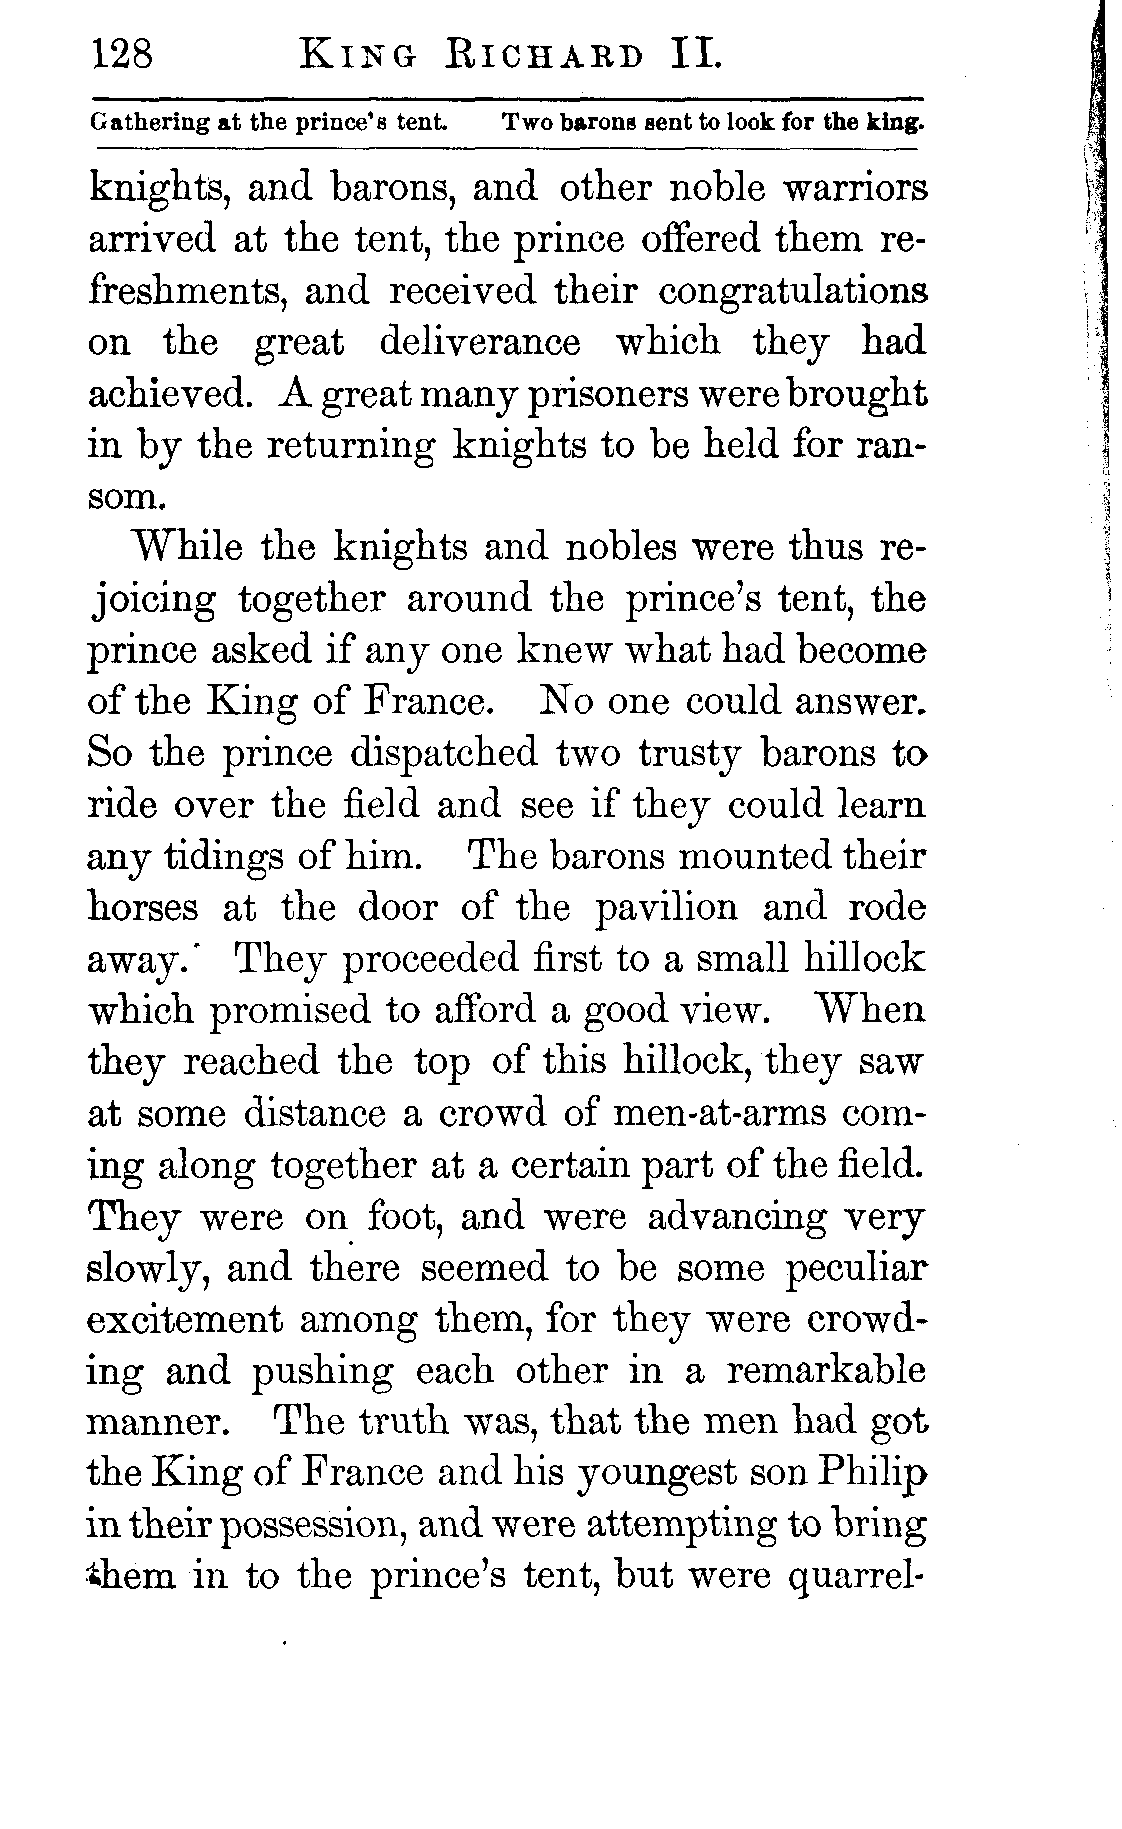 128 KING RICHARD II.
Gathering at the prince's tent. Two barons sent to look for the king.
knights, and barons, and other noble warriors
arrived at the tent, the prince offered them re-
freshments, and received their congratulations
on the great deliverance which they had
achieved. A great many prisoners were brought
in by the returning knights to be held for ran-
som.
While the knights and nobles were thus re-
joicing together around the prince's tent, the
prince asked if any one knew what had become
of the King of France. No one could answer.
So the prince dispatched two trusty barons to
ride over the field and see if they could learn
any tidings of him. The barons mounted their
horses at the door of the pavilion and rode
away. They proceeded first to a small hillock
which promised to afford a good view. When
they reached the top of this hillock, they saw
at some distance a crowd of men-at-arms com-
ing along together at a certain part of the field.
They were on foot, and were advancing very
slowly, and there seemed to be some peculiar
excitement among them, for they were crowd-
ing and pushing each other in a remarkable
manner. The truth was, that the men had got
the King of France and his youngest son Philip
in their possession, and were attempting to bring
them in to the prince's tent, but were quarrel-